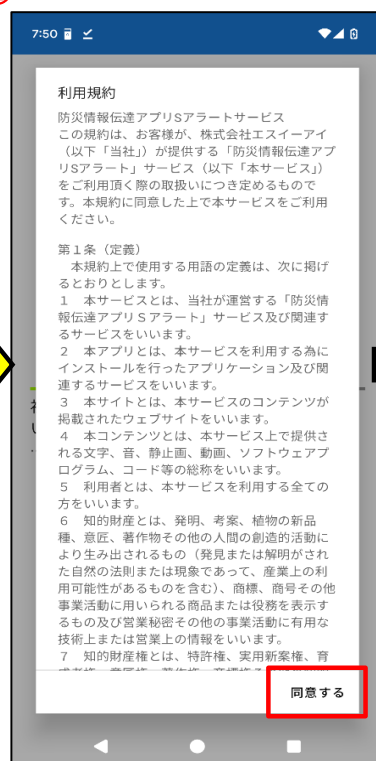 7:50
利用規約
防災情報伝達アプリSアラートサービス
この規約は、お客様が、株式会社エスイーアイ
（以下「当社」）が提供する「防災情報伝達アプ
リSアラート」サービス（以下「本サービス」）
をご利用頂く際の取扱いにつき定めるもので
す。本規約に同意した上で本サービスをご利用
ください。
第１条（定義）
本規約上で使用する用語の定義は、次に掲げ
るとおりとします。
１　本サービスとは、当社が運営する「防災情
報伝達アプリＳアラート」サービス及び関連す
るサービスをいいます。
２　本アプリとは、本サービスを利用する為に
インストールを行ったアプリケーション及び関
連するサービスをいいます。
３　本サイトとは、本サービスのコンテンツが
掲載されたウェブサイトをいいます。
４　本コンテンツとは、本サービス上で提供さ
れる文字、音、静止画、動画、ソフトウェアプ
ログラム、コード等の総称をいいます。
５　利用者とは、本サービスを利用する全ての
方をいいます。
６　知的財産とは、発明、考案、植物の新品
種、意匠、著作物その他の人間の創造的活動に
より生み出されるもの（発見または解明がされ
た自然の法則または現象であって、産業上の利
用可能性があるものを含む）、商標、商号その他
事業活動に用いられる商品または役務を表示す
るもの及び営業秘密その他の事業活動に有用な
技術上または営業上の情報をいいます。
７　知的財産権とは、特許権、実用新案権、育
同意する